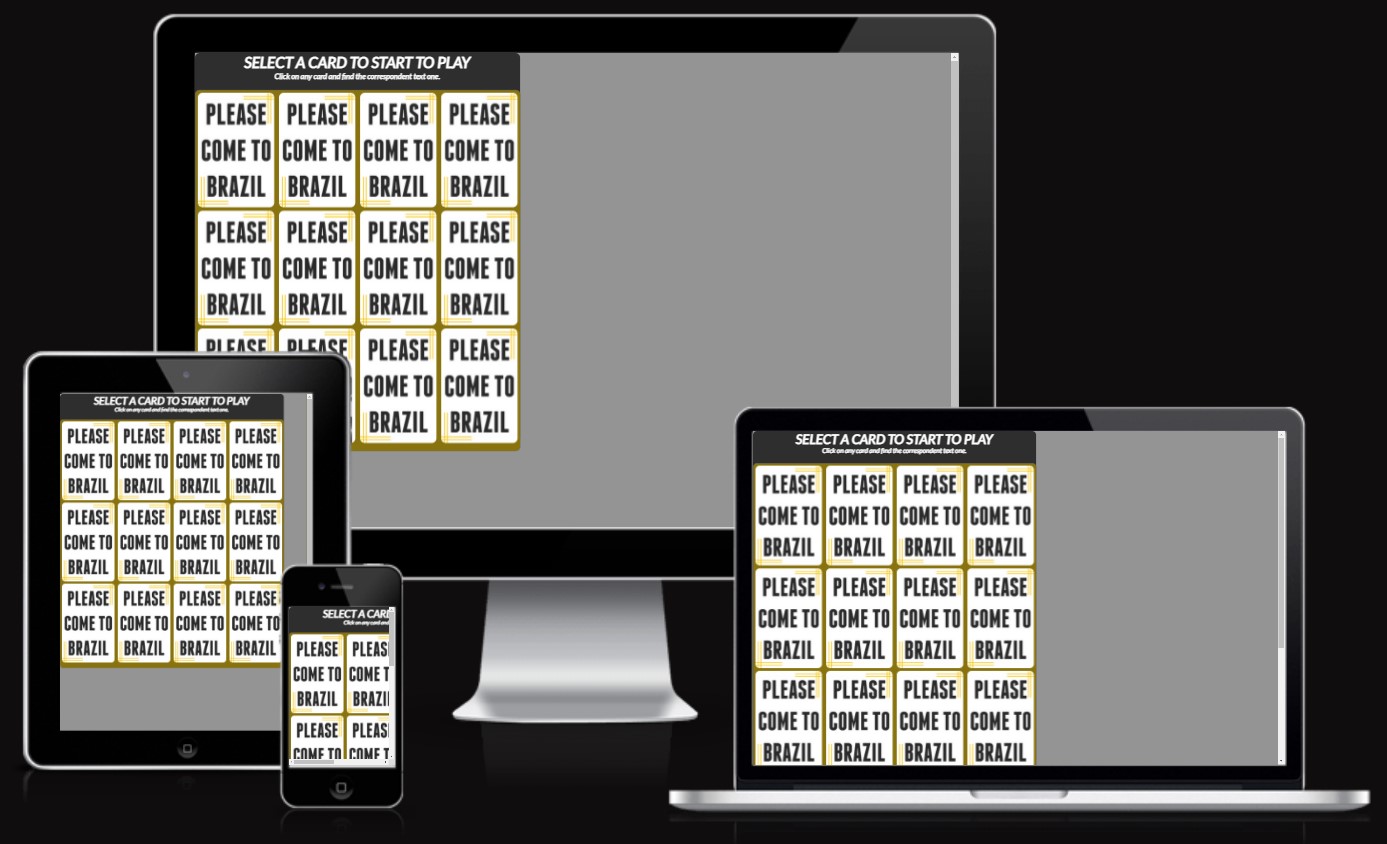 SELECT A CARD TO START TO PLAY
Click on any card and find the correspondent text one.
PLEASE PLEASE PLEASE PLEASE
COME TO COME TO COME TO COME TO
BRAZIL BRAZIL BRAZIL BRAZIL
PLEASE PLEASE PLEASE PLEASE
COME TO COME TO COME TO COME TO
BRAZIL BRAZIL BRAZIL BRAZIL
PLEASE PLEASE PLEASE PLEASE
COME TO COME TO
BRAZIL BRAZIL
SELECT A CARD TO START TO PLAY
Click on any card and find the correspondent text one.
PLEASE PLEASE PLEASE PLEASE
COME TO COME TO COME TO COME TO
BRAZIL BRAZIL BRAZIL BRAZIL
PLEASE PLEASE PLEASE PLEASE
COME TO COME TO COME TO COME TO
BRAZIL BRAZIL BRAZIL BRAZIL
PLEASE PLEASE PLEASE PLEASE
COME TO COME TO COME TO COME TO
BRAZIL BRAZIL BRAZIL BRAZIL
SELECT A CAR
Click on any card and
PLEASE PLEAS
COME TO COME T
BRAZIL BRAZI
PLEASE PLEAS
COME TO COME T
SELECT A CARD TO START TO PLAY
Click on any card and find the correspondent text one.
PLEASE PLEASE PLEASE PLEASE
COME TO COME TO COME TO COME TO
BRAZIL BRAZIL BRAZIL BRAZIL
PLEASE PLEASE PLEASE PLEASE
COME TO COME TO COME TO COME TO
BRAZIL BRAZIL BRAZIL BRAZIL
PLEASE PLEASE PLEASE PLEASE
COME TO COME TO COME TO COME TO
BRAZIL BRAZIL BRAZIL BRAZIL